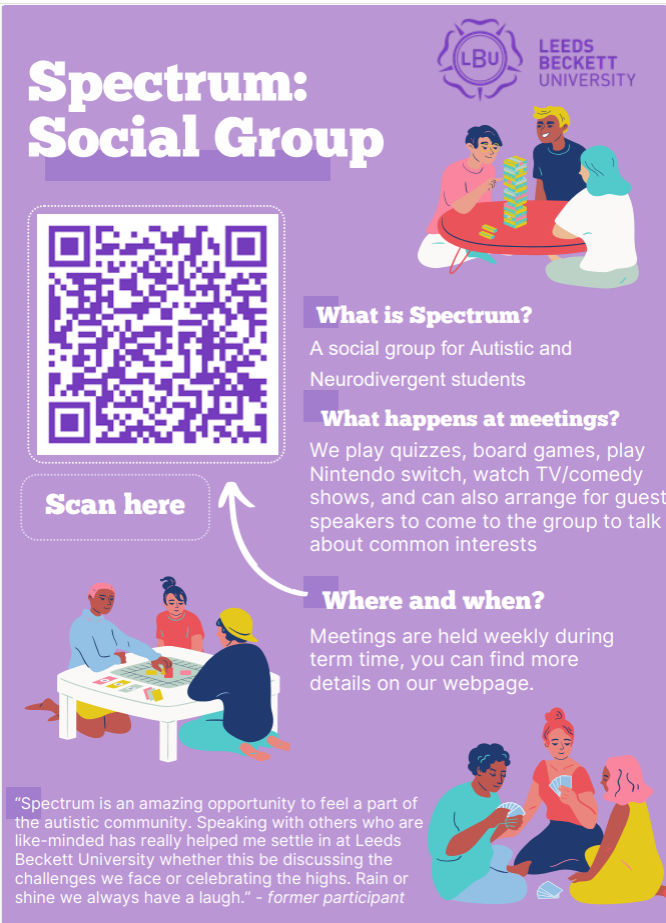 LBU
LEEDS
BECKETT
UNIVERSITY
Spectrum:
Social Group
What is Spectrum?
A social group for Autistic and
Neurodivergent students
What happens at meetings?
We play quizzes, board games, play
Nintendo switch, watch TV/comedy
shows, and can also arrange for guest
speakers to come to the group to talk
about common interests
Scan here
Where and when?
Meetings are held weekly during
term time, you can find more
details on our webpage.
“Spectrum is an amazing opportunity to feel a part of
the autistic community. Speaking with others who are
like-minded has really helped me settle in at Leeds
Beckett University whether this be discussing the
challenges we face or celebrating the highs. Rain or
shine we always have a laugh.” - former participant